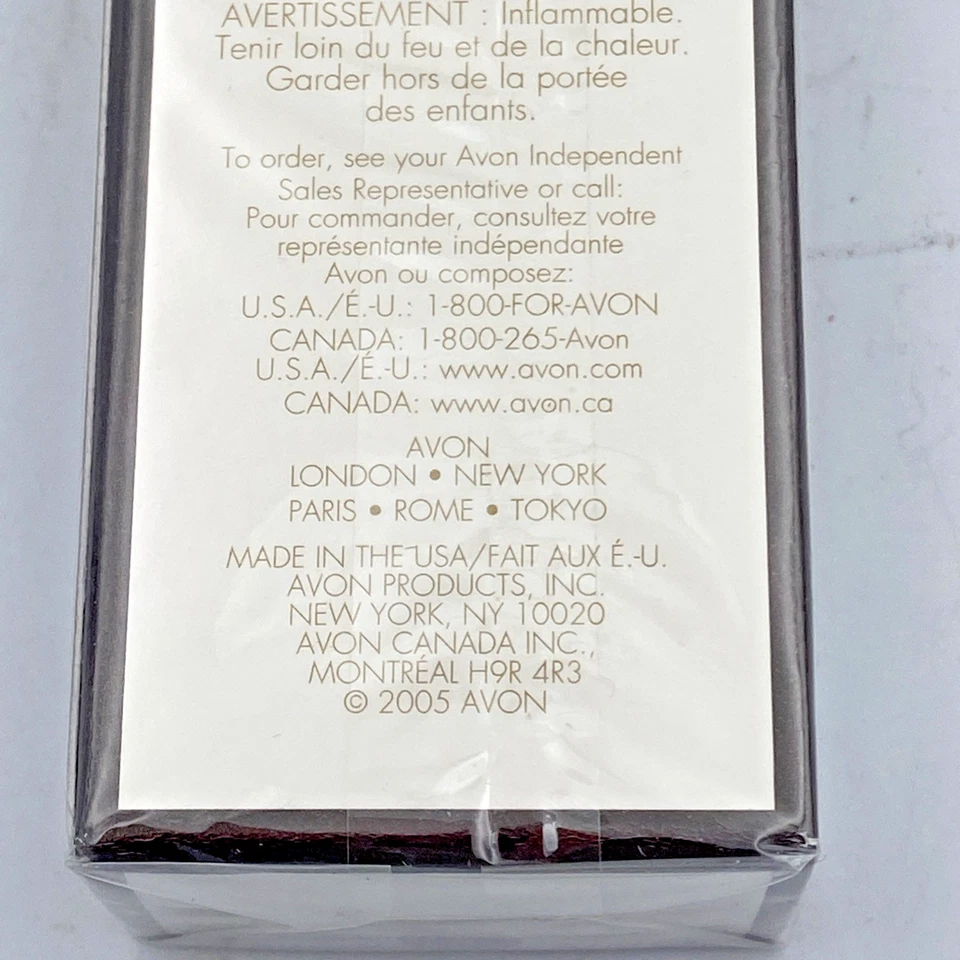 AVERTISSEMENT : Inflammable.
Tenir loin du feu et de la chaleur.
Garder hors de la portée
des enfants.
To order, see your Avon Independent
Sales Representative or call:
Pour commander, consultez votre
représentante indépendante
Avon ou composez:
U.S.A./É.-U.: 1-800-FOR-AVON
CANADA: 1-800-265-Avon
U.S.A./É.-U.: www.avon.com
CANADA: www.avon.ca
AVON
LONDON • NEW YORK
PARIS • ROME • TOKYO
MADE IN THE USA/FAIT AUX É.-U.
AVON PRODUCTS, INC.
NEW YORK, NY 10020
AVON CANADA INC.,
MONTRÉAL H9R 4R3
© 2005 AVON